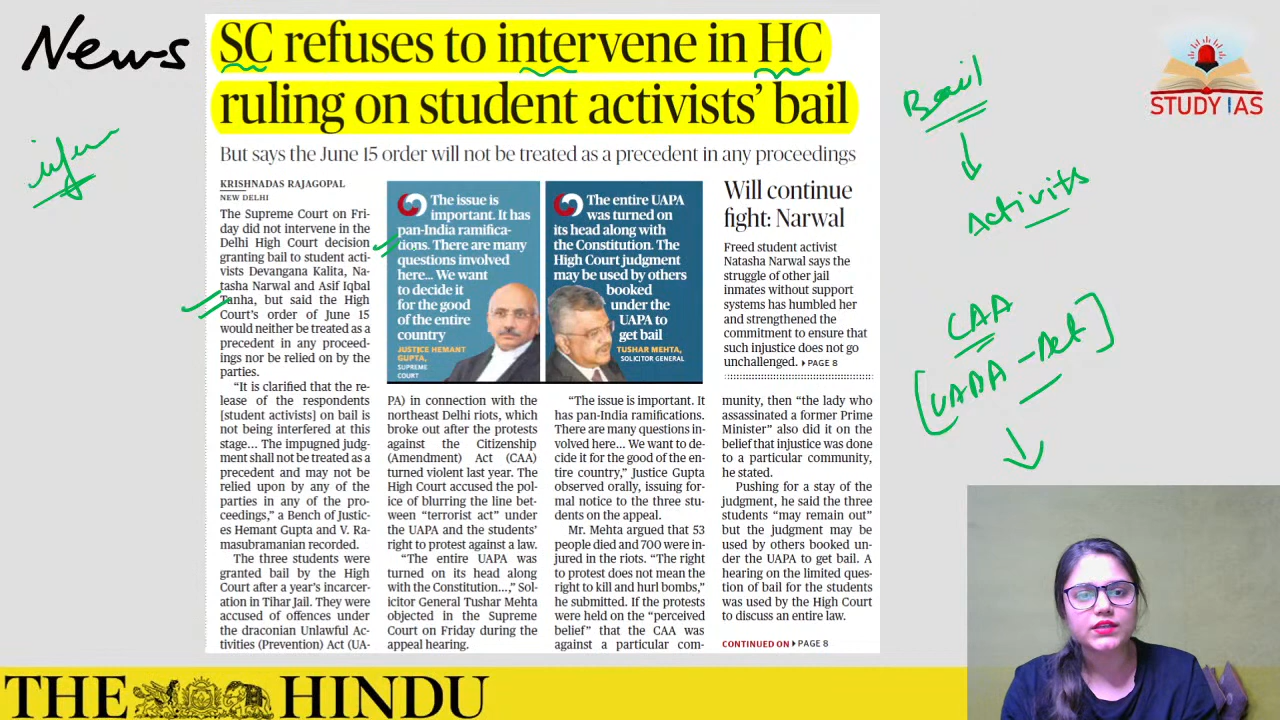 News
SC refuses to intervene in HC
ruling on student activists' bail
But says the June 15 order will not be treated as a precedent in any proceedings
KRISHNADAS RAJAGOPAL
NEW DELHI
The Supreme Court on Fri-
day did not intervene in the
Delhi High Court decision
granting bail to student acti-
vists Devangana Kalita, Na-
tasha Narwal and Asif Iqbal
Tanha, but said the High
Court's order of June 15
would neither be treated as a
precedent in any proceed-
ings nor be relied on by the
parties.
"It is clarified that the re-
lease of the respondents
[student activists] on bail is
not being interfered at this
stage... The impugned judg-
ment shall not be treated as a
precedent and may not be
relied upon by any of the
parties in any of the pro-
ceedings," a Bench of Justic-
es Hemant Gupta and V. Ra-
masubramanian recorded.
The three students were
granted bail by the High
Court after a year's incarcer-
ation in Tihar Jail. They were
accused of offences under
the draconian Unlawful Ac-
tivities (Prevention) Act (UA-
The issue is
important. It has
pan-India ramifica-
tions. There are many
questions involved
here... We want
to decide it
for the good
of the entire
country
JUSTICE HEMANT
GUPTA,
SUPREME
COURT
The entire UAPA
was turned on
its head along with
the Constitution. The
High Court judgment
may be used by others
booked
under the
UAPA to
get bail
TUSHAR MEHTA,
SOLICITOR GENERAL
PA) in connection with the
northeast Delhi riots, which
broke out after the protests
against the Citizenship
(Amendment) Act (CAA)
turned violent last year. The
High Court accused the pol-
ice of blurring the line bet-
ween "terrorist act" under
the UAPA and the students'
right to protest against a law.
"The entire UAPA was
turned on its head along
with the Constitution...," Sol-
icitor General Tushar Mehta
objected in the Supreme
Court on Friday during the
appeal hearing.
"The issue is important. It
has pan-India ramifications.
There are many questions in-
volved here... We want to de-
cide it for the good of the en-
tire country," Justice Gupta
observed orally, issuing for-
mal notice to the three stu-
dents on the appeal.
Mr. Mehta argued that 53
people died and 700 were in-
jured in the riots. "The right
to protest does not mean the
right to kill and hurl bombs,"
he submitted. If the protests
were held on the "perceived
belief" that the CAA was
against a particular com-
Will continue
fight: Narwal
Freed student activist
Natasha Narwal says the
struggle of other jail
inmates without support
systems has humbled her
and strengthened the
commitment to ensure that
such injustice does not go
unchallenged. PAGE 8
munity, then "the lady who
assassinated a former Prime
Minister" also did it on the
belief that injustice was done
to a particular community,
he stated.
Pushing for a stay of the
judgment, he said the three
students "may remain out"
but the judgment may be
used by others booked un-
der the UAPA to get bail. A
hearing on the limited ques-
tion of bail for the students
was used by the High Court
to discuss an entire law.
CONTINUED ON PAGE 8
Bail
Activits
CAA
[UAPA-Act]
STUDY IAS
THE HINDU